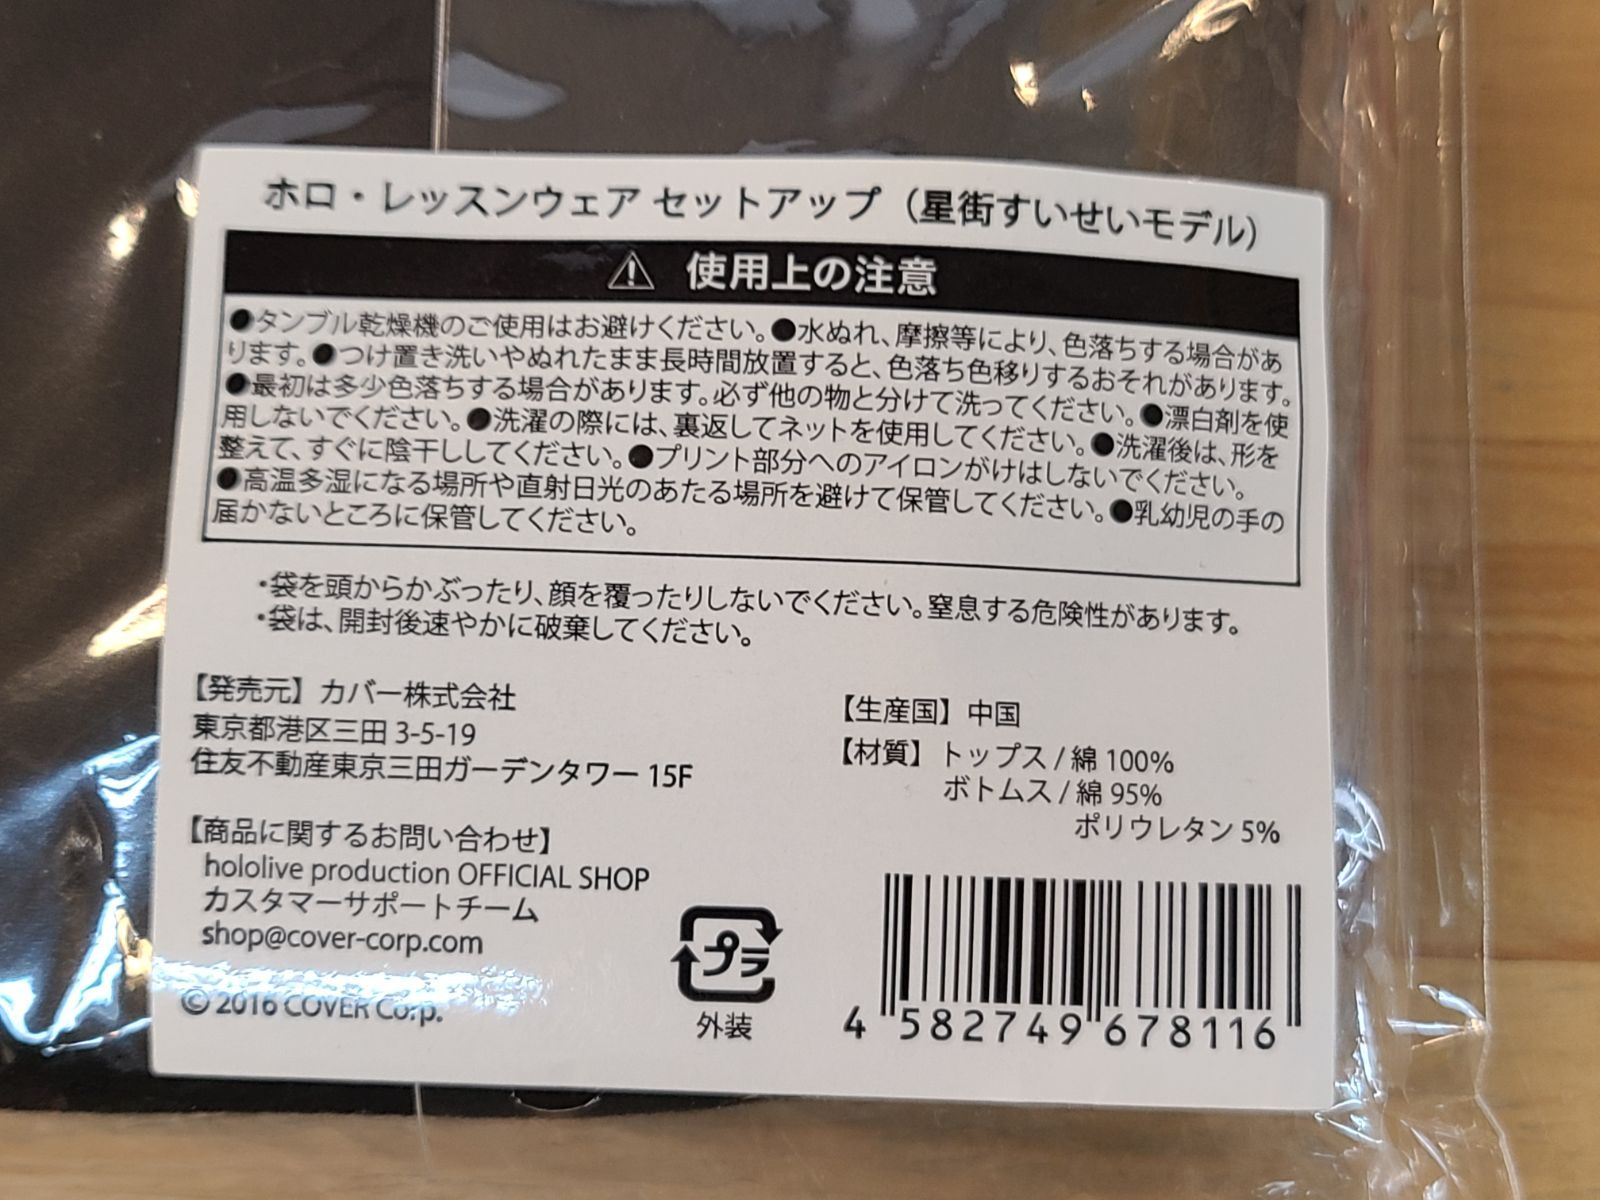 ホロ・レッスンウェア セットアップ（星街すいせいモデル）
⚠ 使用上の注意
●タンブル乾燥機のご使用はお避けください。●水ぬれ、摩擦等により、色落ちする場合があ
ります。●つけ置き洗いやぬれたまま長時間放置すると、色落ち色移りするおそれがあります。
●最初は多少色落ちする場合があります。必ず他の物と分けて洗ってください。●漂白剤を使
用しないでください。●洗濯の際には、裏返してネットを使用してください。●洗濯後は、形を
整えて、すぐに陰干ししてください。●プリント部分へのアイロンがけはしないでください。
●高温多湿になる場所や直射日光のあたる場所を避けて保管してください。●乳幼児の手の
届かないところに保管してください。
・袋を頭からかぶったり、顔を覆ったりしないでください。窒息する危険性があります。
・袋は、開封後速やかに破棄してください。
【発売元】カバー株式会社
東京都港区三田 3-5-19
住友不動産東京三田ガーデンタワー 15F
【商品に関するお問い合わせ】
hololive production OFFICIAL SHOP
カスタマーサポートチーム
shop@cover-corp.com
© 2016 COVER Corp.
【生産国】中国
【材質】トップス / 綿 100%
ボトムス / 綿 95%
ポリウレタン 5%
プラ
外装
4 582749 678116